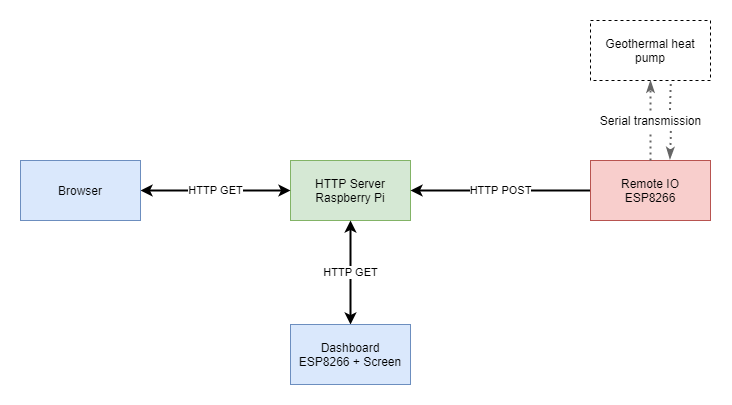 Geothermal heat
pump
Serial transmission
Browser
HTTP GET
HTTP Server
Raspberry Pi
HTTP POST
Remote IO
ESP8266
HTTP GET
Dashboard
ESP8266 + Screen